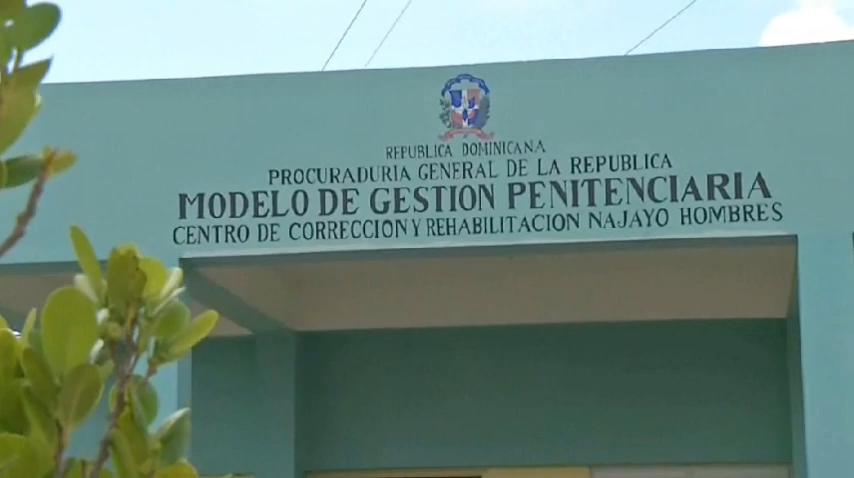 REPUBLICA DOMINICANA
PROCURADURIA GENERAL DE LA REPUBLICA
MODELO DE GESTION PENITENCIARIA
CENTRO DE CORRECCION Y REHABILITACION NAJAYO HOMBRES